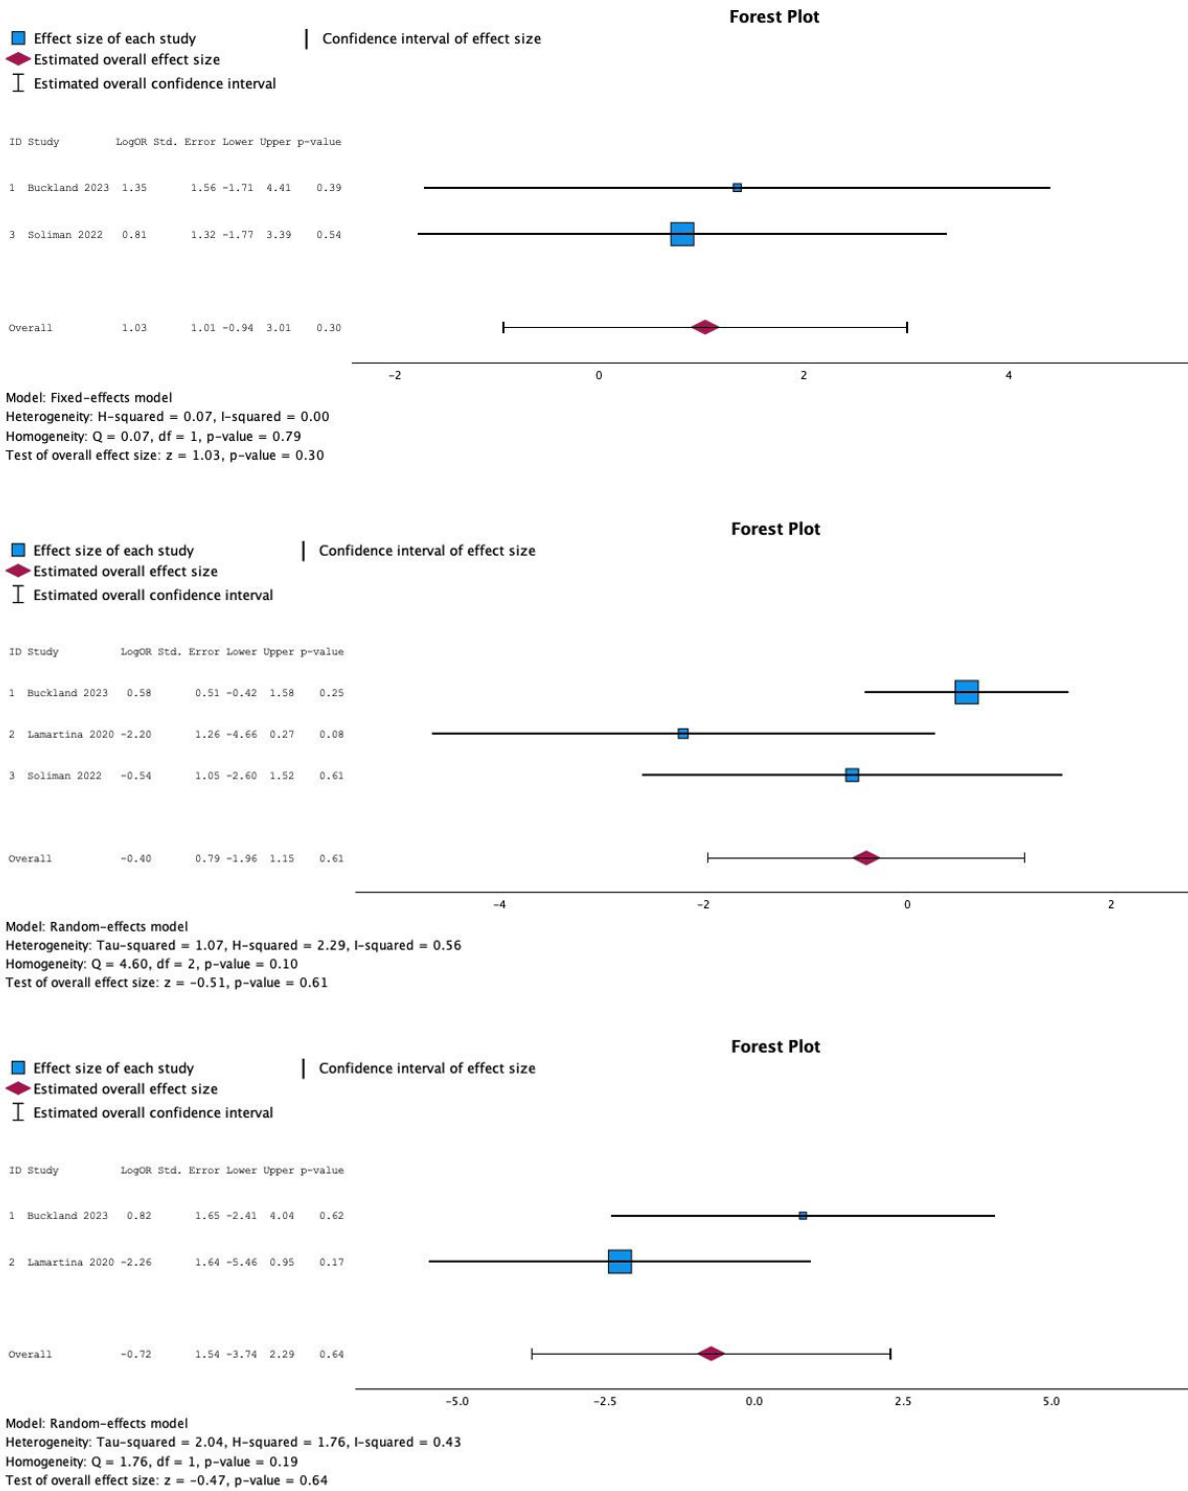 Forest Plot
Effect size of each study | Confidence interval of effect size
Estimated overall effect size
Estimated overall confidence interval
ID Study LogOR Std. Error Lower Upper p-value
1 Buckland 2023 1.35 1.56 -1.71 4.41 0.39
3 Soliman 2022 0.81 1.32 -1.77 3.39 0.54
Overall 1.03 1.01 -0.94 3.01 0.30
-2 0 2 4
Model: Fixed-effects model
Heterogeneity: H-squared = 0.07, I-squared = 0.00
Homogeneity: Q = 0.07, df = 1, p-value = 0.79
Test of overall effect size: z = 1.03, p-value = 0.30
Forest Plot
Effect size of each study | Confidence interval of effect size
Estimated overall effect size
Estimated overall confidence interval
ID Study LogOR Std. Error Lower Upper p-value
1 Buckland 2023 0.58 0.51 -0.42 1.58 0.25
2 Lamartina 2020 -2.20 1.26 -4.66 0.27 0.08
3 Soliman 2022 -0.54 1.05 -2.60 1.52 0.61
Overall -0.40 0.79 -1.96 1.15 0.61
-4 -2 0 2
Model: Random-effects model
Heterogeneity: Tau-squared = 1.07, H-squared = 2.29, I-squared = 0.56
Homogeneity: Q = 4.60, df = 2, p-value = 0.10
Test of overall effect size: z = -0.51, p-value = 0.61
Forest Plot
Effect size of each study | Confidence interval of effect size
Estimated overall effect size
Estimated overall confidence interval
ID Study LogOR Std. Error Lower Upper p-value
1 Buckland 2023 0.82 1.65 -2.41 4.04 0.62
2 Lamartina 2020 -2.26 1.64 -5.46 0.95 0.17
Overall -0.72 1.54 -3.74 2.29 0.64
-5.0 -2.5 0.0 2.5 5.0
Model: Random-effects model
Heterogeneity: Tau-squared = 2.04, H-squared = 1.76, I-squared = 0.43
Homogeneity: Q = 1.76, df = 1, p-value = 0.19
Test of overall effect size: z = -0.47, p-value = 0.64